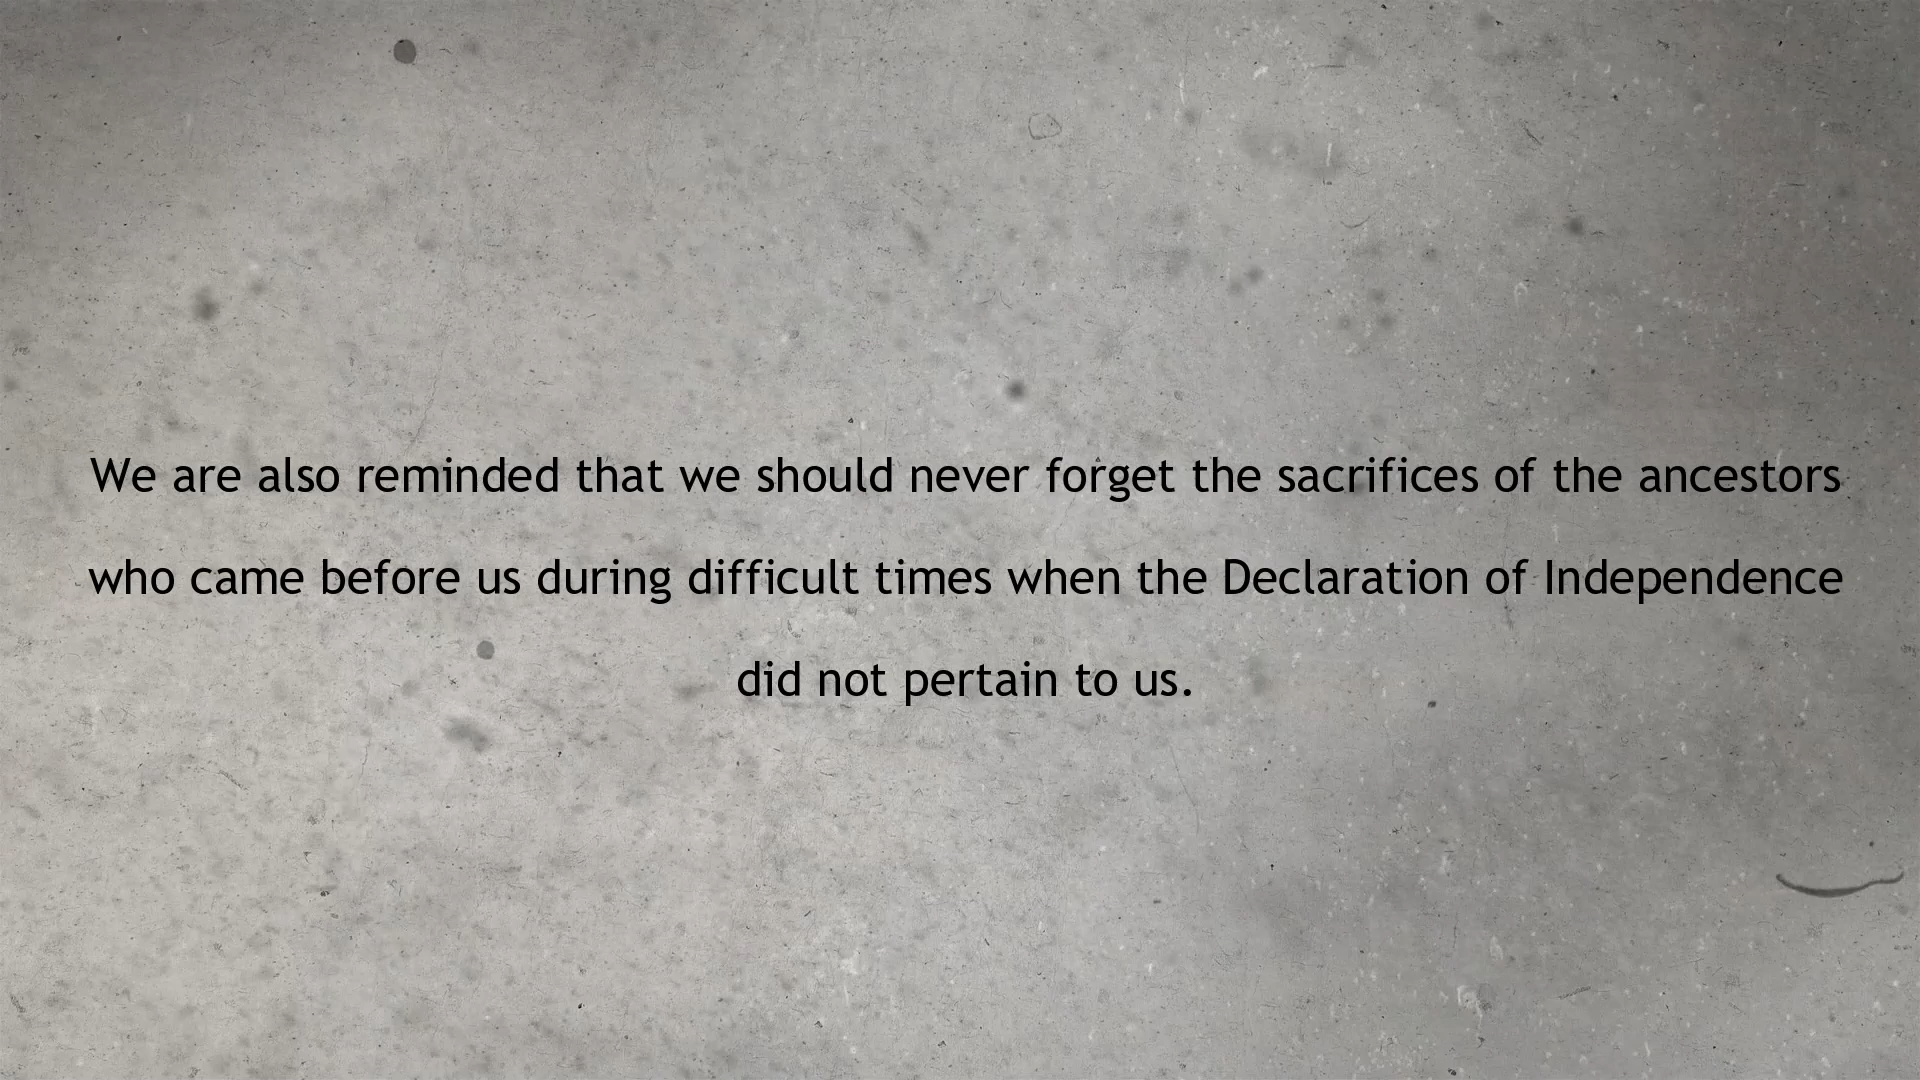 We are also reminded that we should never forget the sacrifices of the ancestors
who came before us during difficult times when the Declaration of Independence
did not pertain to us.